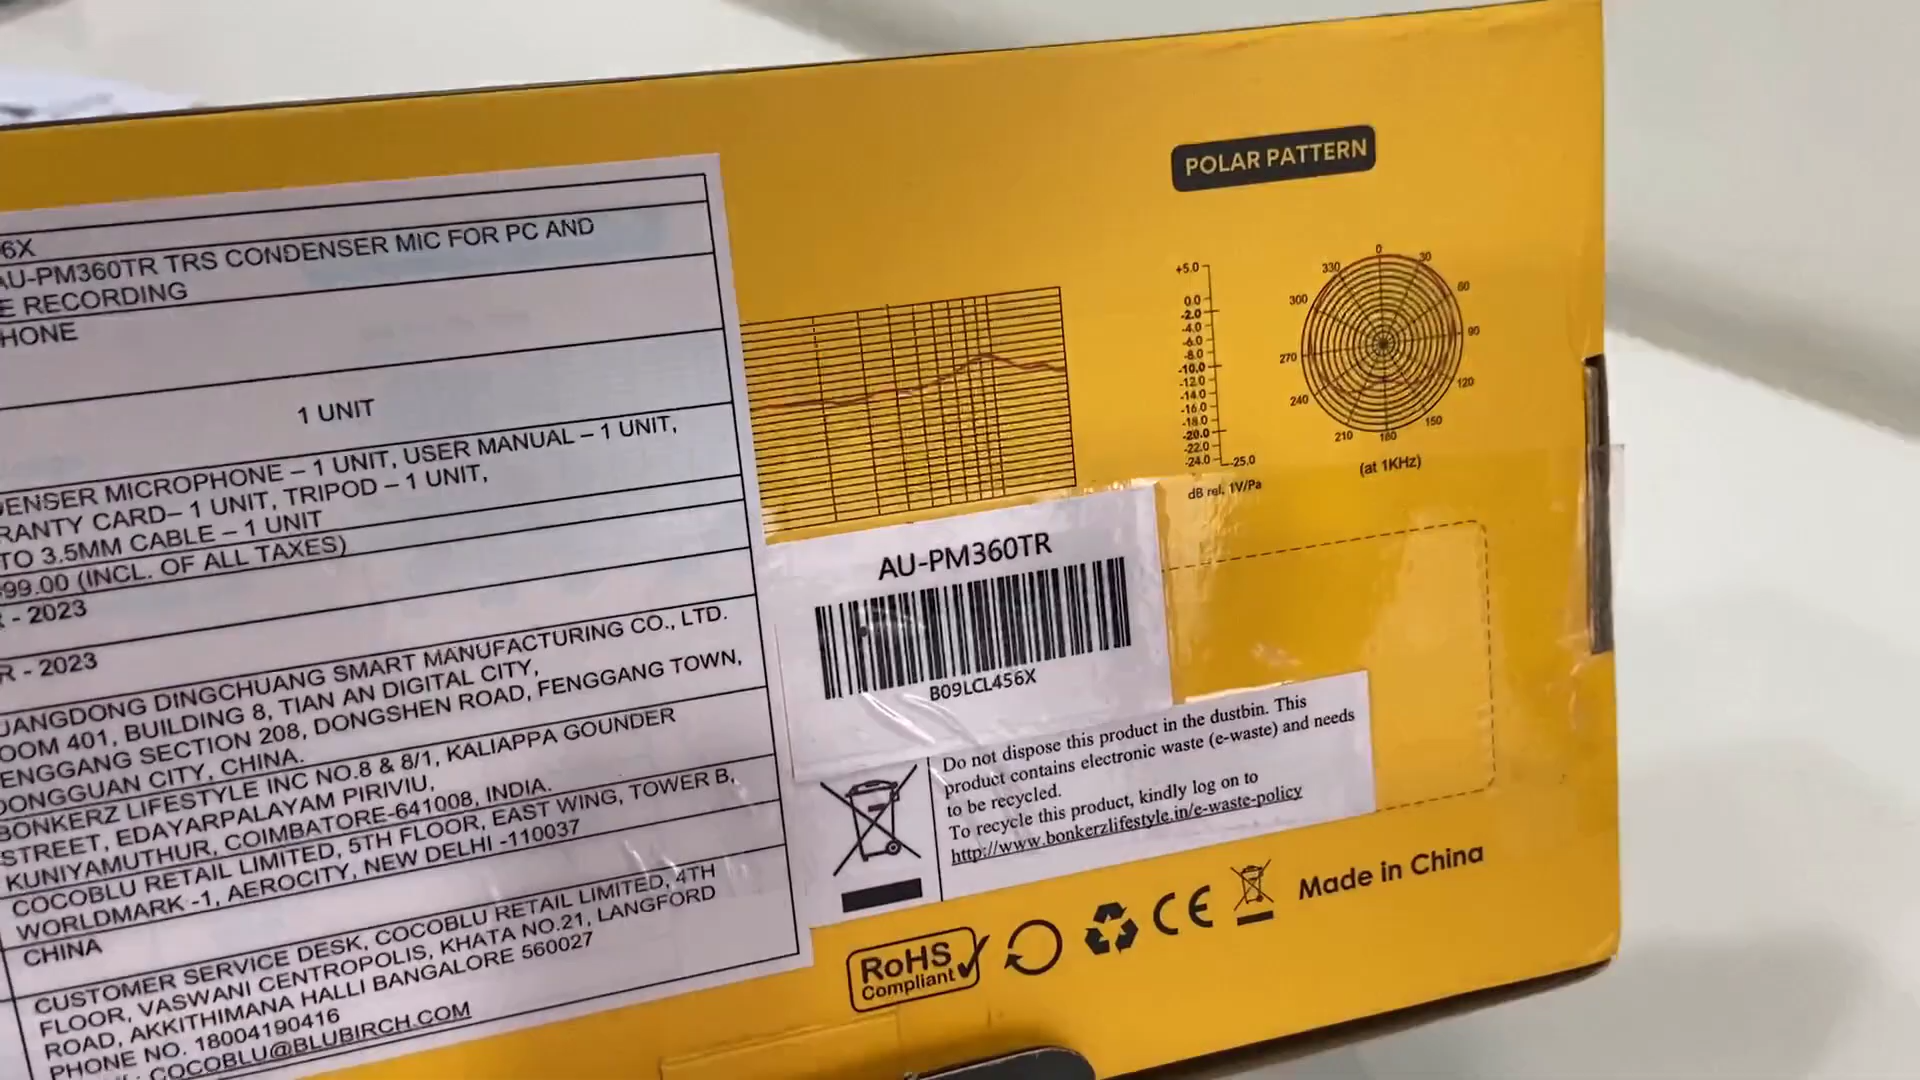 6X
AU-PM360TR TRS CONDENSER MIC FOR PC AND
E RECORDING
HONE
1 UNIT
DENSER MICROPHONE – 1 UNIT, USER MANUAL – 1 UNIT,
RANTY CARD– 1 UNIT, TRIPOD – 1 UNIT,
TO 3.5MM CABLE – 1 UNIT
99.00 (INCL. OF ALL TAXES)
R - 2023
R - 2023
UANGDONG DINGCHUANG SMART MANUFACTURING CO., LTD.
OOM 401, BUILDING 8, TIAN AN DIGITAL CITY,
ENGGANG SECTION 208, DONGSHEN ROAD, FENGGANG TOWN,
DONGGUAN CITY, CHINA.
BONKERZ LIFESTYLE INC NO.8 & 8/1, KALIAPPA GOUNDER
STREET, EDAYARPALAYAM PIRIVIU,
KUNIYAMUTHUR, COIMBATORE-641008, INDIA.
COCOBLU RETAIL LIMITED, 5TH FLOOR, EAST WING, TOWER B,
WORLDMARK -1, AEROCITY, NEW DELHI -110037
CHINA
CUSTOMER SERVICE DESK, COCOBLU RETAIL LIMITED, 4TH
FLOOR, VASWANI CENTROPOLIS, KHATA NO.21, LANGFORD
ROAD, AKKITHIMANA HALLI BANGALORE 560027
PHONE NO. 18004190416
COCOBLU@BLUBIRCH.COM
POLAR PATTERN
+5.0
0.0
-2.0
-4.0
-6.0
-8.0
-10.0
-12.0
-14.0
-16.0
-18.0
-20.0
-22.0
-24.0
-25.0
dB rel. 1V/Pa
0
30
60
90
120
150
180
210
240
270
300
330
(at 1KHz)
AU-PM360TR
B09LCL456X
Do not dispose this product in the dustbin. This
product contains electronic waste (e-waste) and needs
to be recycled.
To recycle this product, kindly log on to
http://www.bonkerzlifestyle.in/e-waste-policy
RoHS
Compliant
CE
Made in China